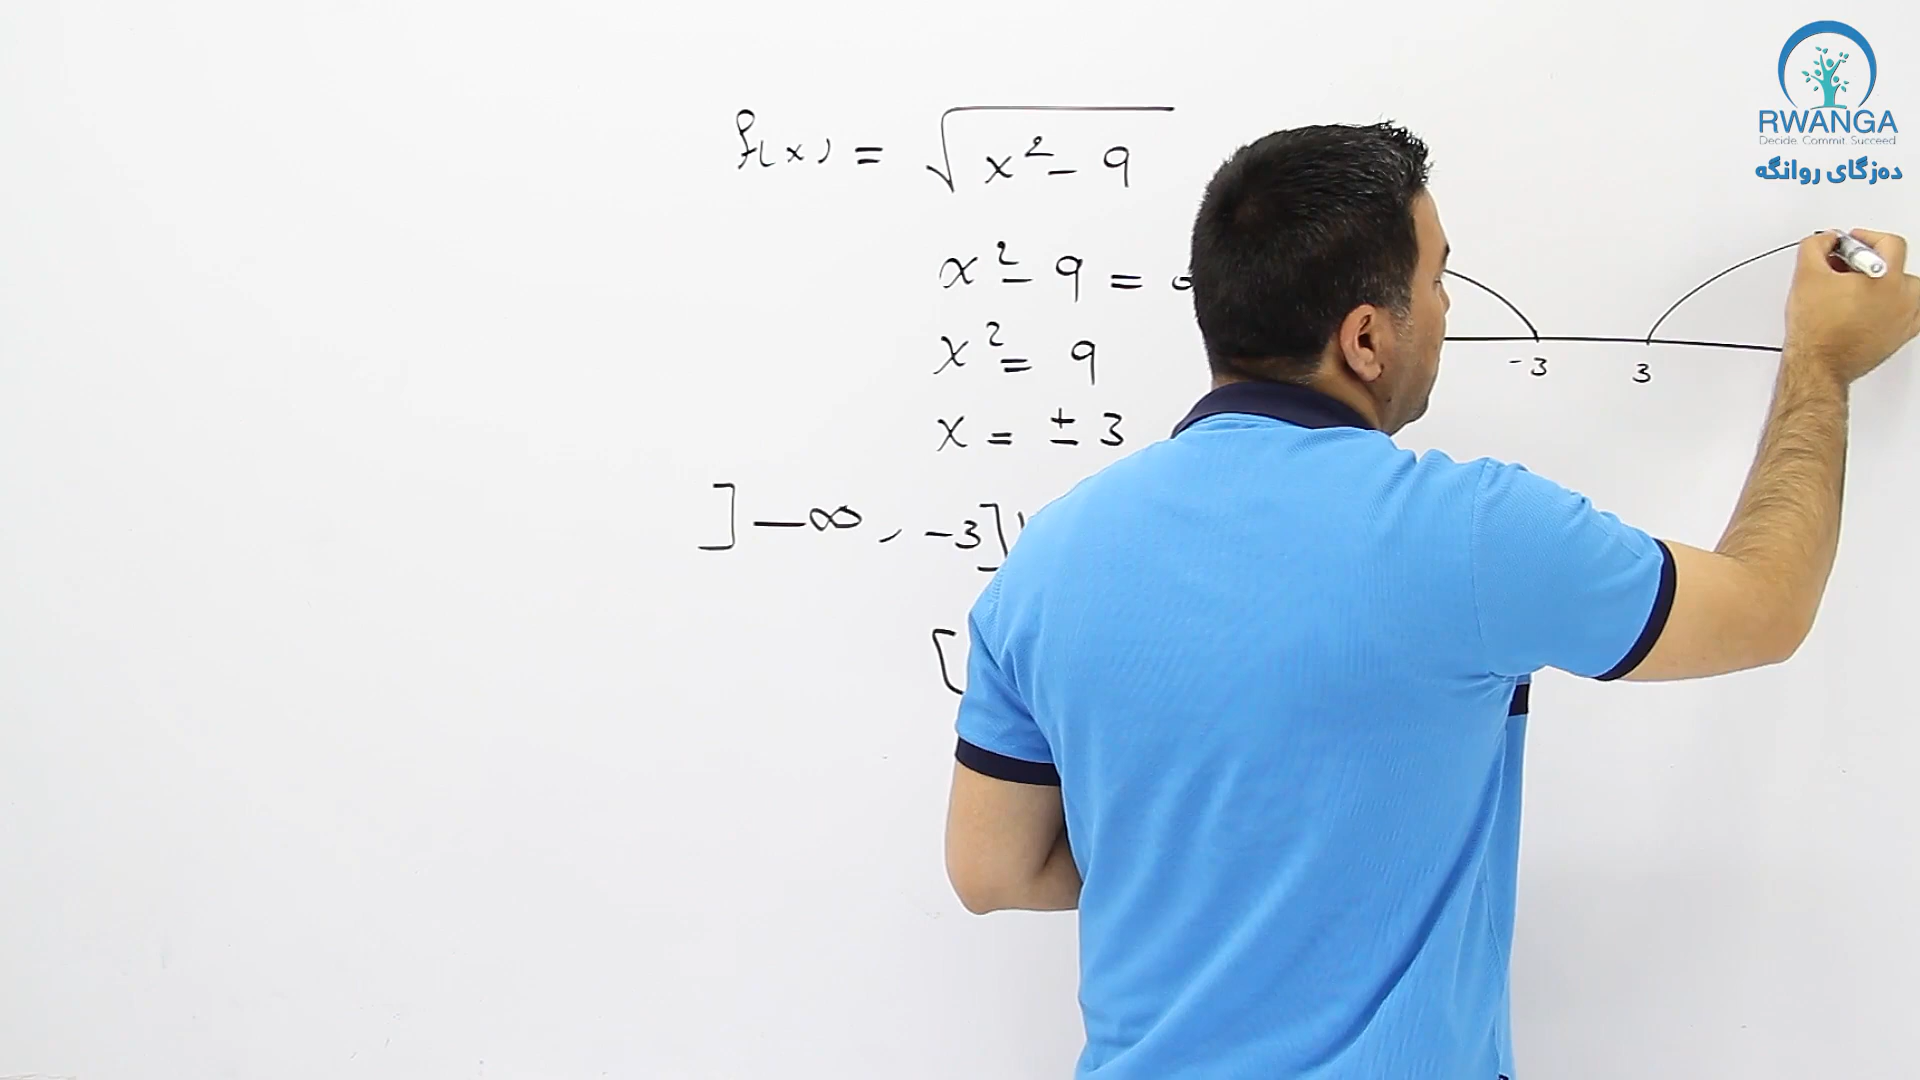 f(x) = √x² - 9
x² - 9 =
x² = 9
x = ± 3
]-∞, -3]
[
-3 3
RWANGA
Decide. Commit. Succeed
دەزگای روانگە